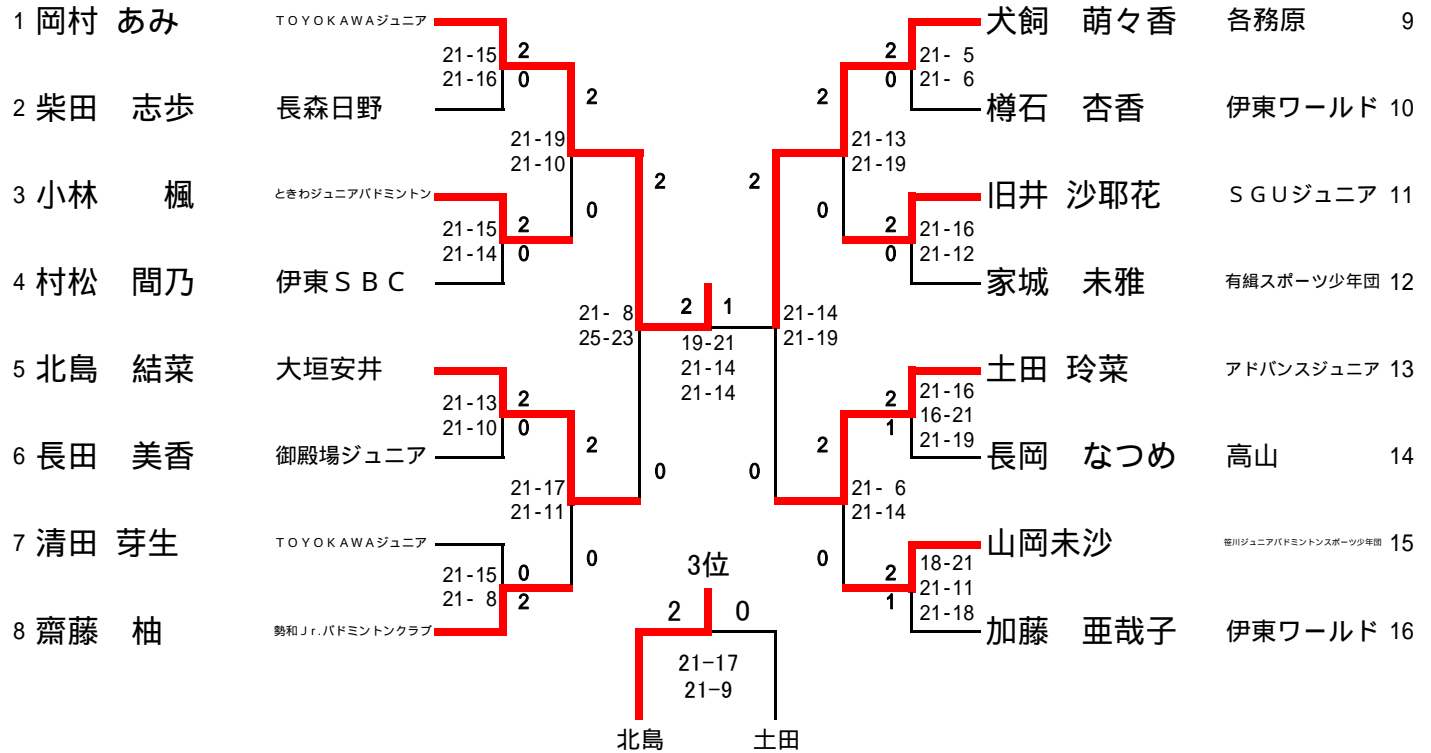 1 岡村 あみ TOYOKAWAジュニア
21-15 2
21-16 0
2 柴田 志歩 長森日野
2
21-19
21-10
3 小林 楓 ときわジュニアバドミントン
0
21-15 2
21-14 0
4 村松 間乃 伊東SBC
2
21- 8
25-23
5 北島 結菜 大垣安井
21-13 2
21-10 0
6 長田 美香 御殿場ジュニア
2
0
21-17
21-11
7 清田 芽生 TOYOKAWAジュニア
0
21-15 0
21- 8 2
8 齋藤 柚 勢和Jr.バドミントンクラブ
2 1
19-21
21-14
21-14
犬飼 萌々香 各務原 9
2 21- 5
0 21- 6
樽石 杏香 伊東ワールド 10
2
21-13
21-19
旧井 沙耶花 SGUジュニア 11
0
2 21-16
0 21-12
家城 未雅 有緝スポーツ少年団 12
2
21-14
21-19
土田 玲菜 アドバンスジュニア 13
2 21-16
16-21
1 21-19
長岡 なつめ 高山 14
2
0
21- 6
21-14
山岡未沙 笹川ジュニアバドミントンスポーツ少年団 15
0
2 18-21
21-11
1 21-18
加藤 亜哉子 伊東ワールド 16
3位
2 0
21-17
21-9
北島 土田